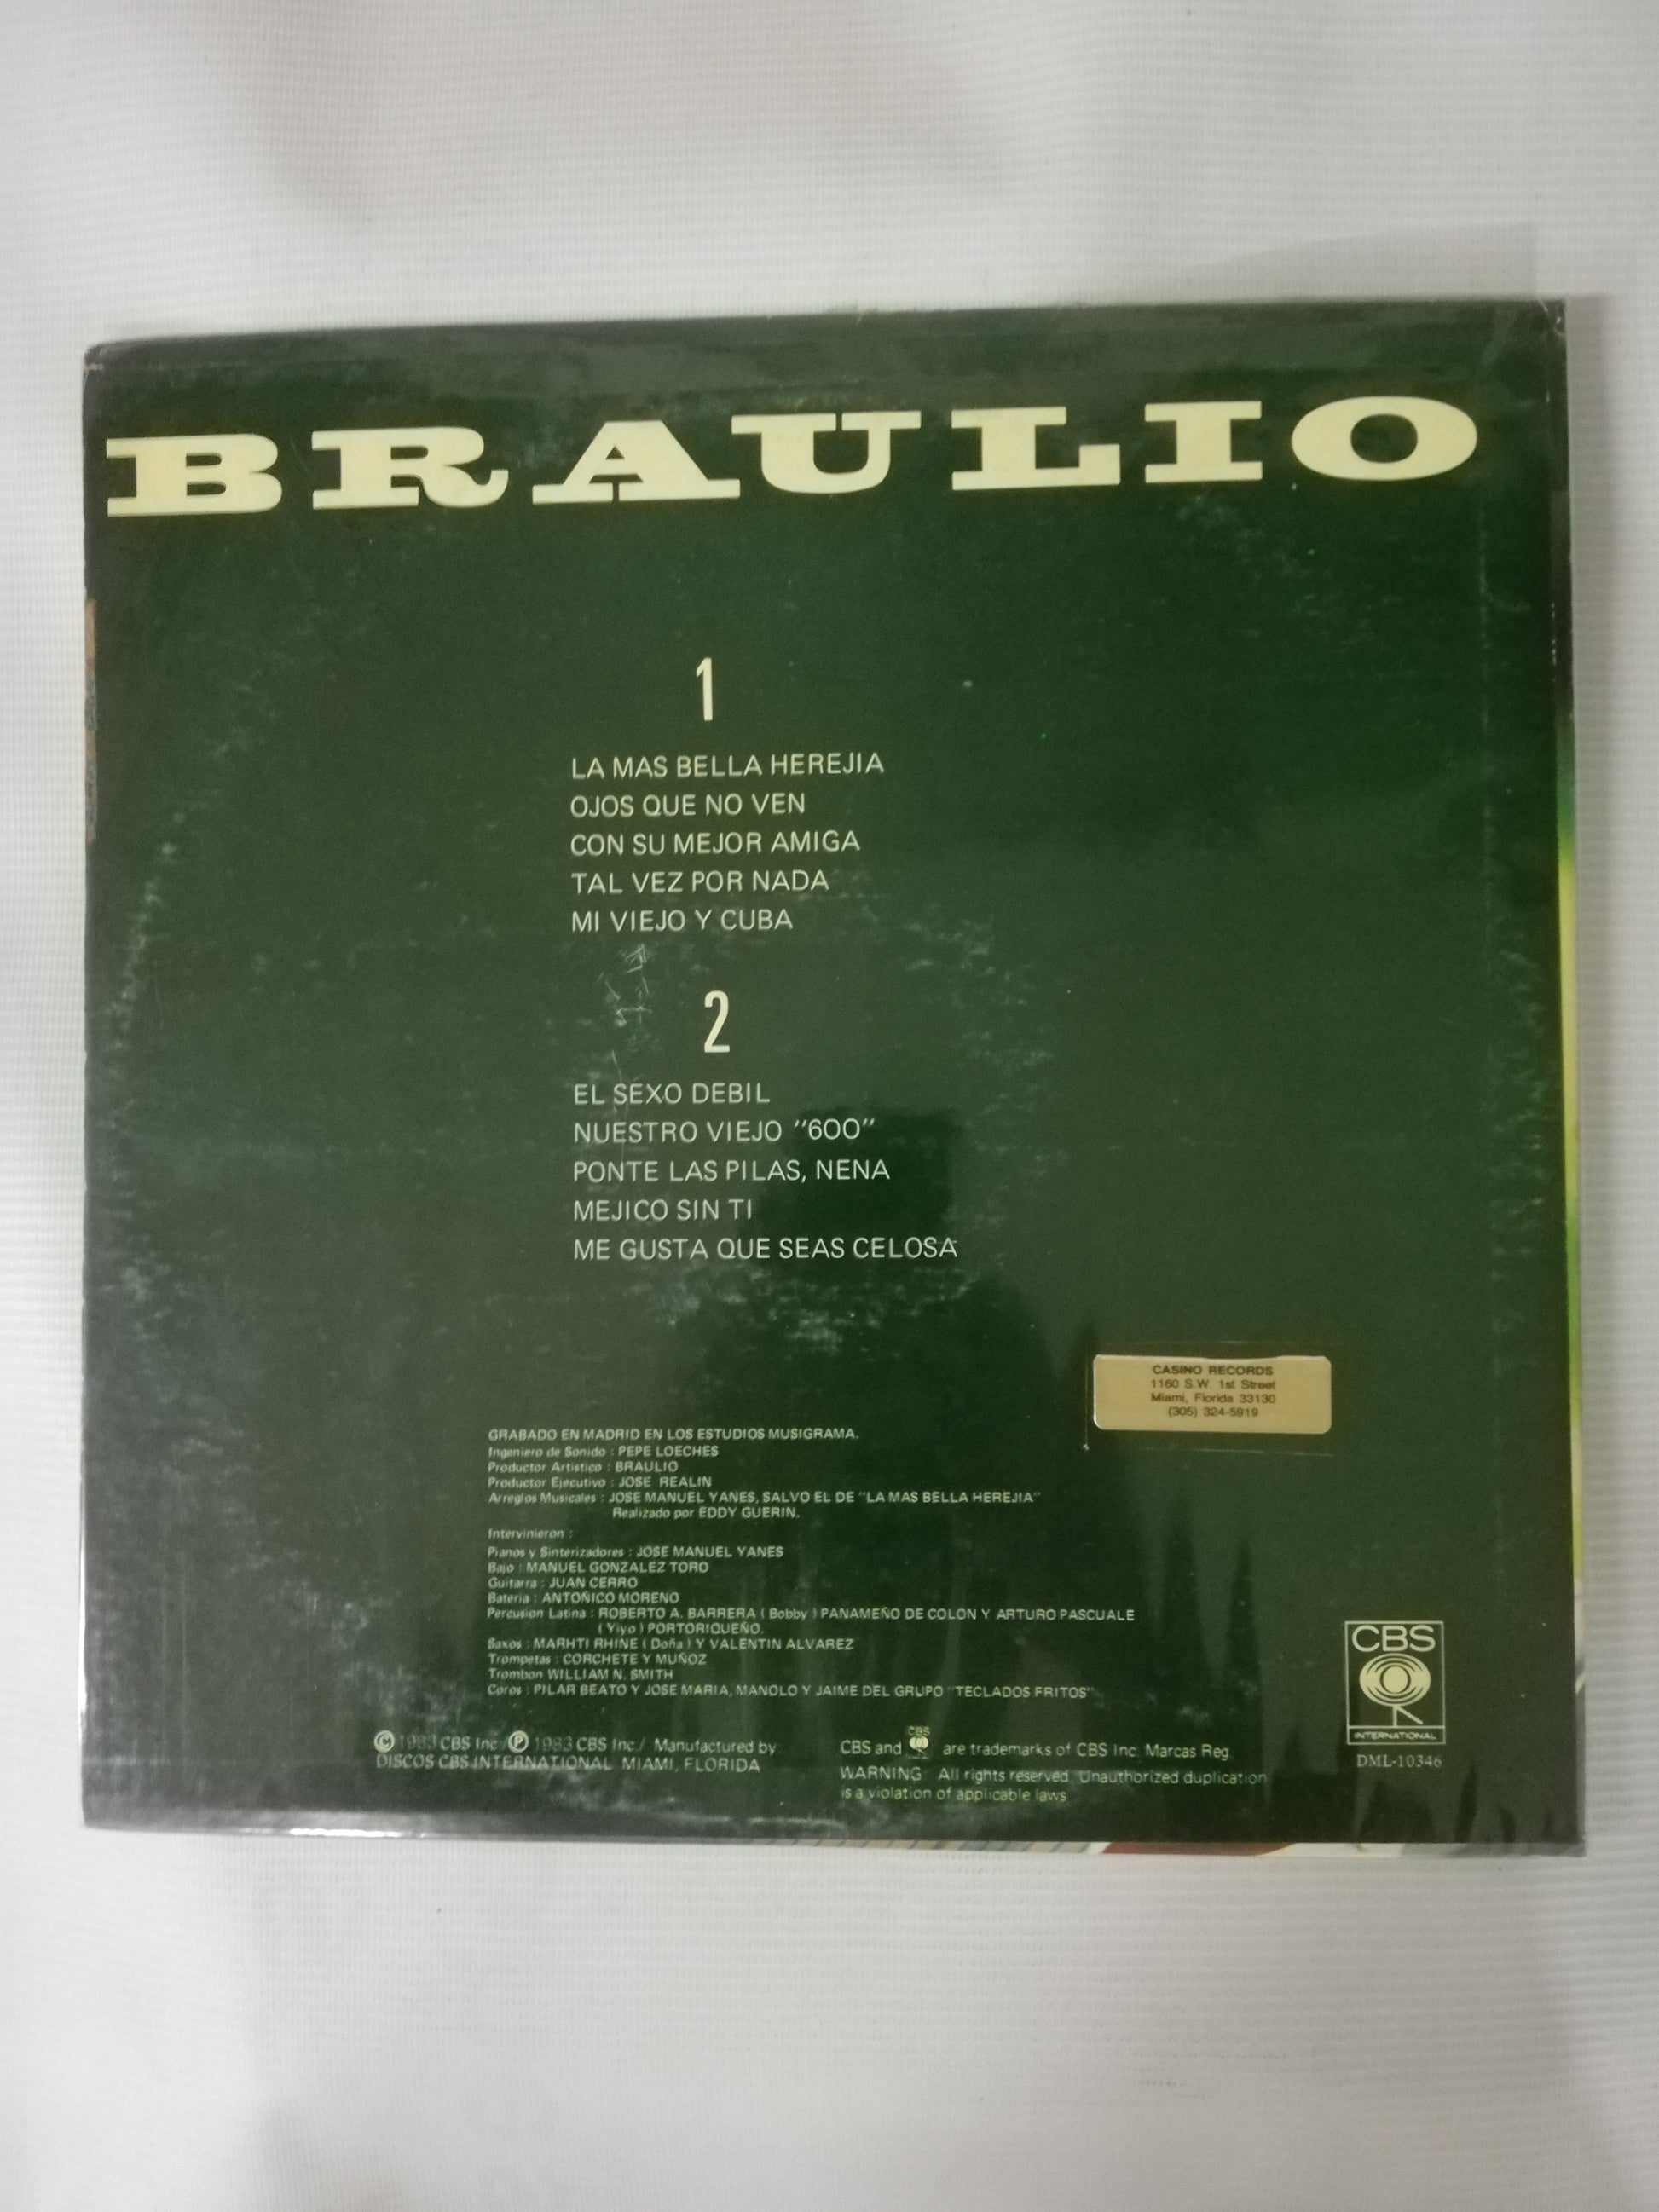 BRAULIO
1
LA MAS BELLA HEREJIA
OJOS QUE NO VEN
CON SU MEJOR AMIGA
TAL VEZ POR NADA
MI VIEJO Y CUBA
2
EL SEXO DEBIL
NUESTRO VIEJO "600"
PONTE LAS PILAS, NENA
MEJICO SIN TI
ME GUSTA QUE SEAS CELOSA
CASINO RECORDS
1160 S.W. 1st Street
Miami, Florida 33130
(305) 324-5919
GRABADO EN MADRID EN LOS ESTUDIOS MUSIGRAMA.
Ingeniero de Sonido : PEPE LOECHES
Productor Artistico : BRAULIO
Productor Ejecutivo : JOSE REALIN
Arreglos Musicales : JOSE MANUEL YANES, SALVO EL DE "LA MAS BELLA HEREJIA"
Realizado por EDDY GUERIN.
Intervinieron :
Pianos y Sinterizadores : JOSE MANUEL YANES
Bajo : MANUEL GONZALEZ TORO
Guitarra : JUAN CERRO
Bateria : ANTOÑICO MORENO
Percusion Latina : ROBERTO A. BARRERA ( Bobby ) PANAMEÑO DE COLON Y ARTURO PASCUALE
( Yiyo ) PORTORIQUEÑO.
Saxos : MARHTI RHINE ( Doña ) Y VALENTIN ALVAREZ
Trompetas : CORCHETE Y MUÑOZ
Trombon WILLIAM N. SMITH
Coros : PILAR BEATO Y JOSE MARIA, MANOLO Y JAIME DEL GRUPO "TECLADOS FRITOS"
© 1983 CBS Inc./ ℗ 1983 CBS Inc./ Manufactured by
DISCOS CBS INTERNATIONAL MIAMI, FLORIDA
CBS
CBS and are trademarks of CBS Inc. Marcas Reg.
WARNING: All rights reserved. Unauthorized duplication
is a violation of applicable laws
CBS
INTERNATIONAL
DML-10346